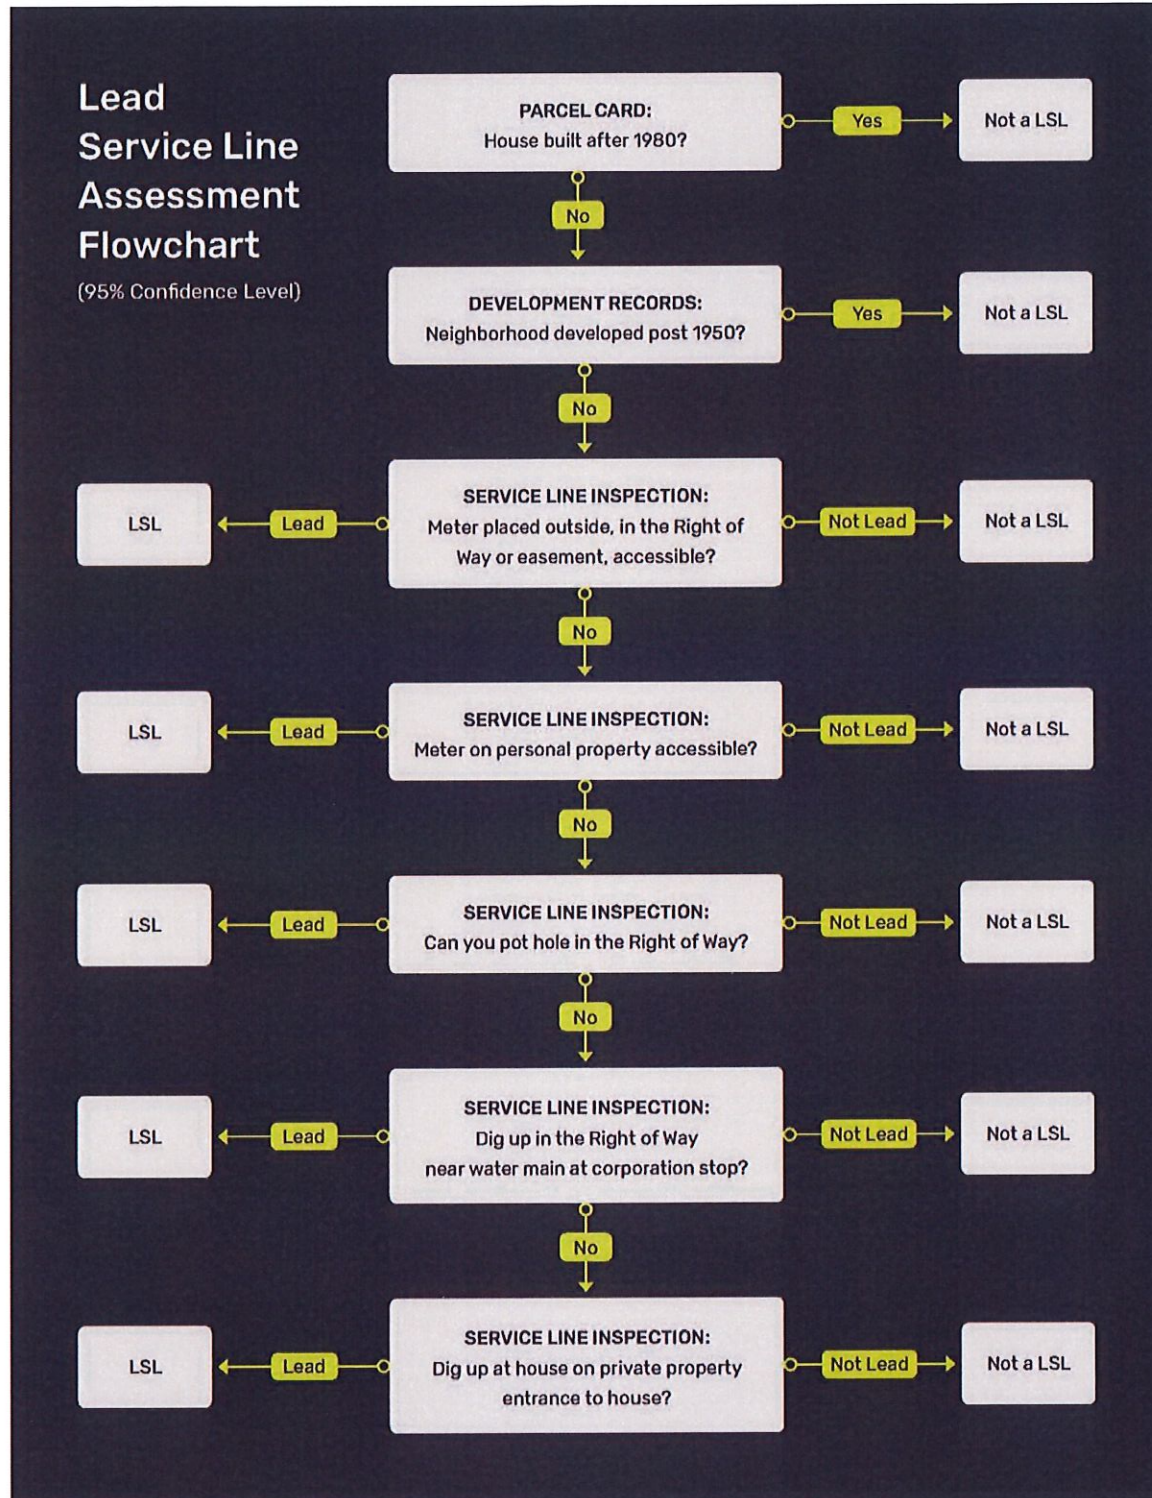 Lead
Service Line
Assessment
Flowchart
(95% Confidence Level)
PARCEL CARD:
House built after 1980?
Yes
Not a LSL
No
DEVELOPMENT RECORDS:
Neighborhood developed post 1950?
Yes
Not a LSL
No
LSL
Lead
SERVICE LINE INSPECTION:
Meter placed outside, in the Right of
Way or easement, accessible?
Not Lead
Not a LSL
No
LSL
Lead
SERVICE LINE INSPECTION:
Meter on personal property accessible?
Not Lead
Not a LSL
No
LSL
Lead
SERVICE LINE INSPECTION:
Can you pot hole in the Right of Way?
Not Lead
Not a LSL
No
LSL
Lead
SERVICE LINE INSPECTION:
Dig up in the Right of Way
near water main at corporation stop?
Not Lead
Not a LSL
No
LSL
Lead
SERVICE LINE INSPECTION:
Dig up at house on private property
entrance to house?
Not Lead
Not a LSL